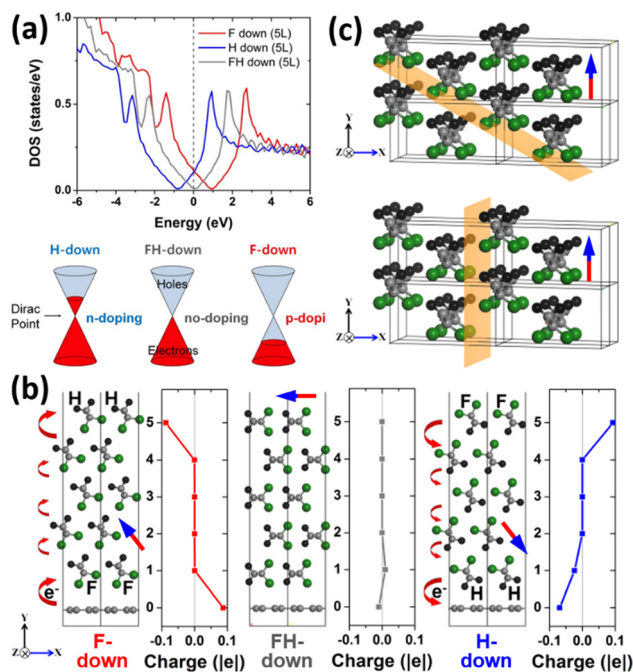 (a)
F down (5L)
H down (5L)
FH down (5L)
DOS (states/eV)
1.0
0.5
0.0
-6 -4 -2 0 2 4 6
Energy (eV)
H-down FH-down F-down
Dirac
Point
Holes
n-doping no-doping p-dopi
Electrons
(c)
Y
Z X
Y
Z X
(b)
H H
F F
e-
5
4
3
2
1
0
-0.1 0.0 0.1
Charge (|e|)
F-
down
5
4
3
2
1
0
-0.1 0.0 0.1
Charge (|e|)
FH-
down
F F
H H
e-
5
4
3
2
1
0
-0.1 0.0 0.1
Charge (|e|)
H-
down
Y
Z X